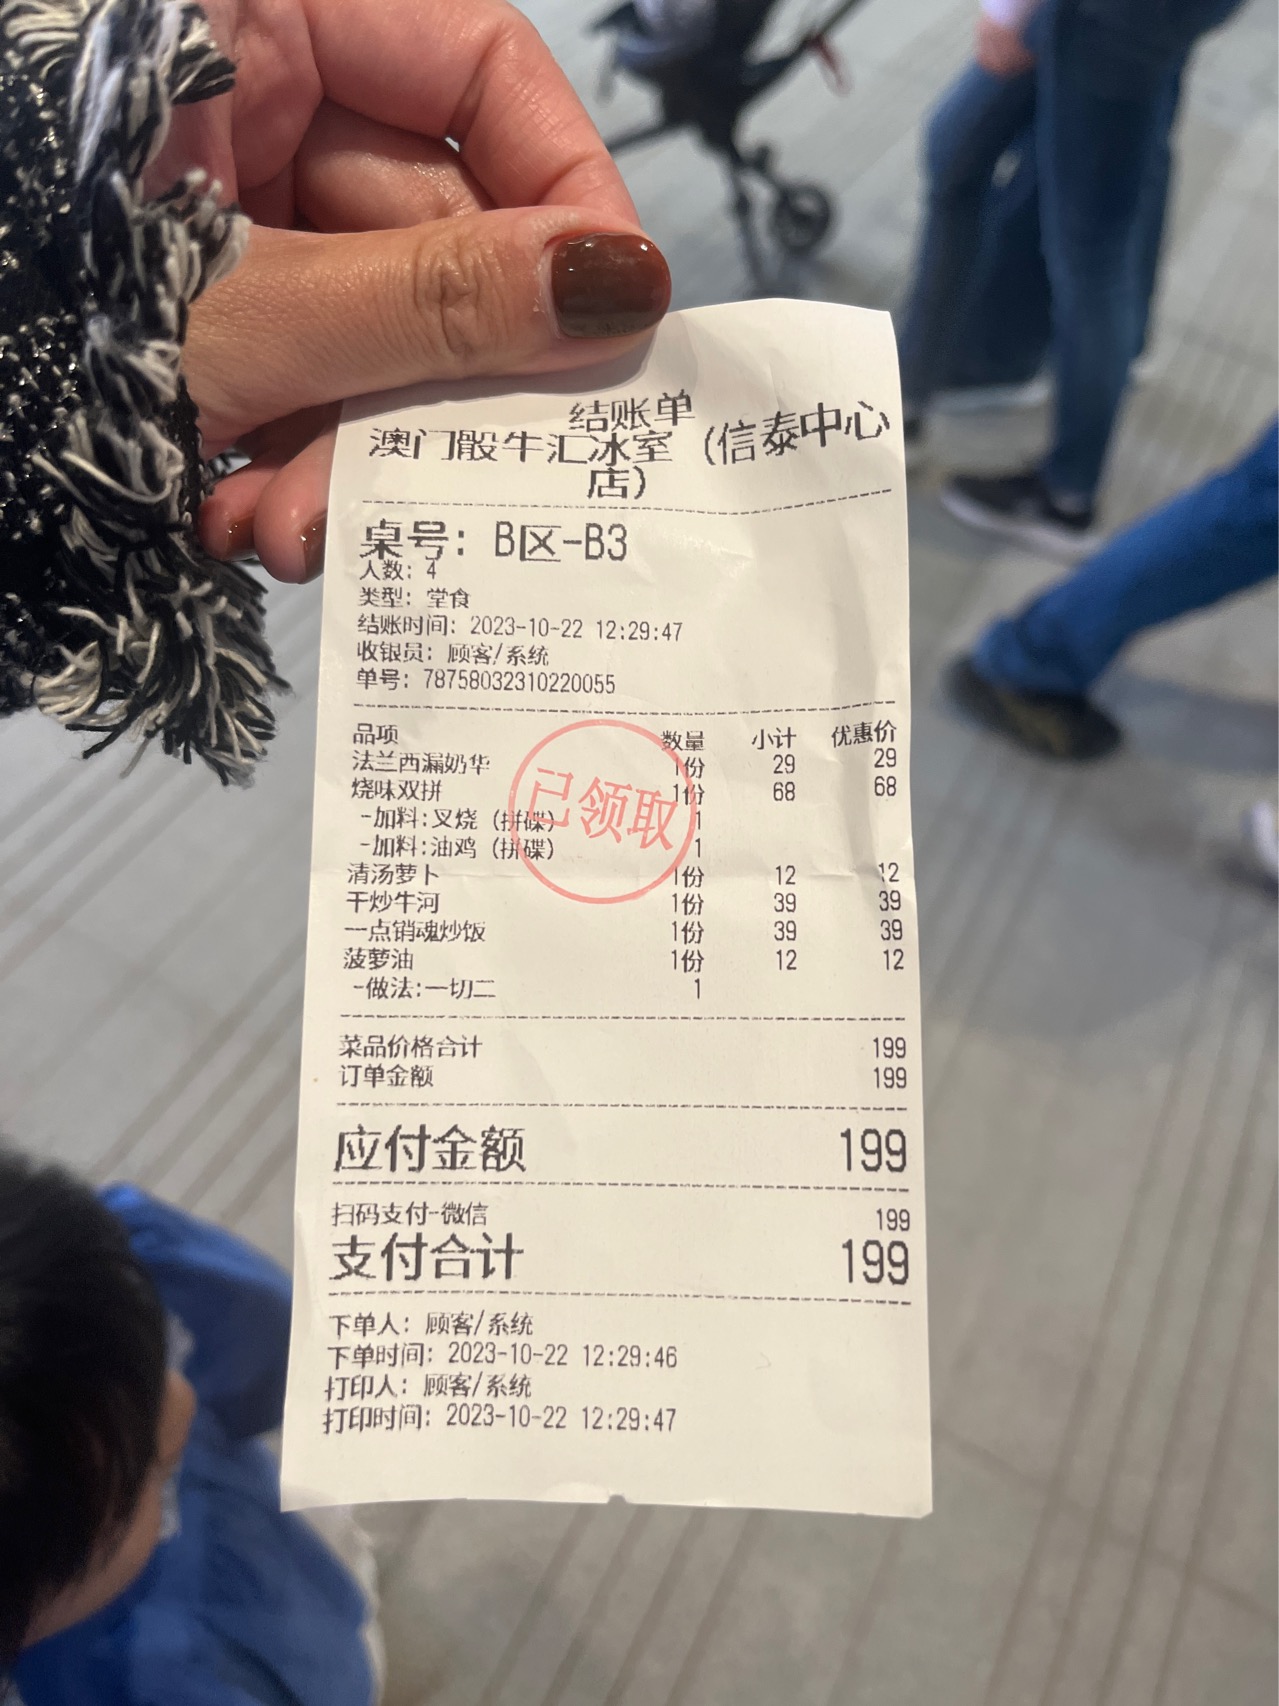 结账单
澳门骰牛汇冰室（信泰中心
店）
桌号：B区-B3
人数：4
类型：堂食
结账时间：2023-10-22 12:29:47
收银员：顾客/系统
单号：78758032310220055
品项 数量 小计 优惠价
法兰西漏奶华 1份 29 29
烧味双拼 1份 68 68
-加料:叉烧（拼碟） 1
-加料:油鸡（拼碟） 1
清汤萝卜 1份 12 12
干炒牛河 1份 39 39
一点销魂炒饭 1份 39 39
菠萝油 1份 12 12
-做法:一切二 1
已领取
菜品价格合计 199
订单金额 199
应付金额 199
扫码支付-微信 199
支付合计 199
下单人：顾客/系统
下单时间：2023-10-22 12:29:46
打印人：顾客/系统
打印时间：2023-10-22 12:29:47